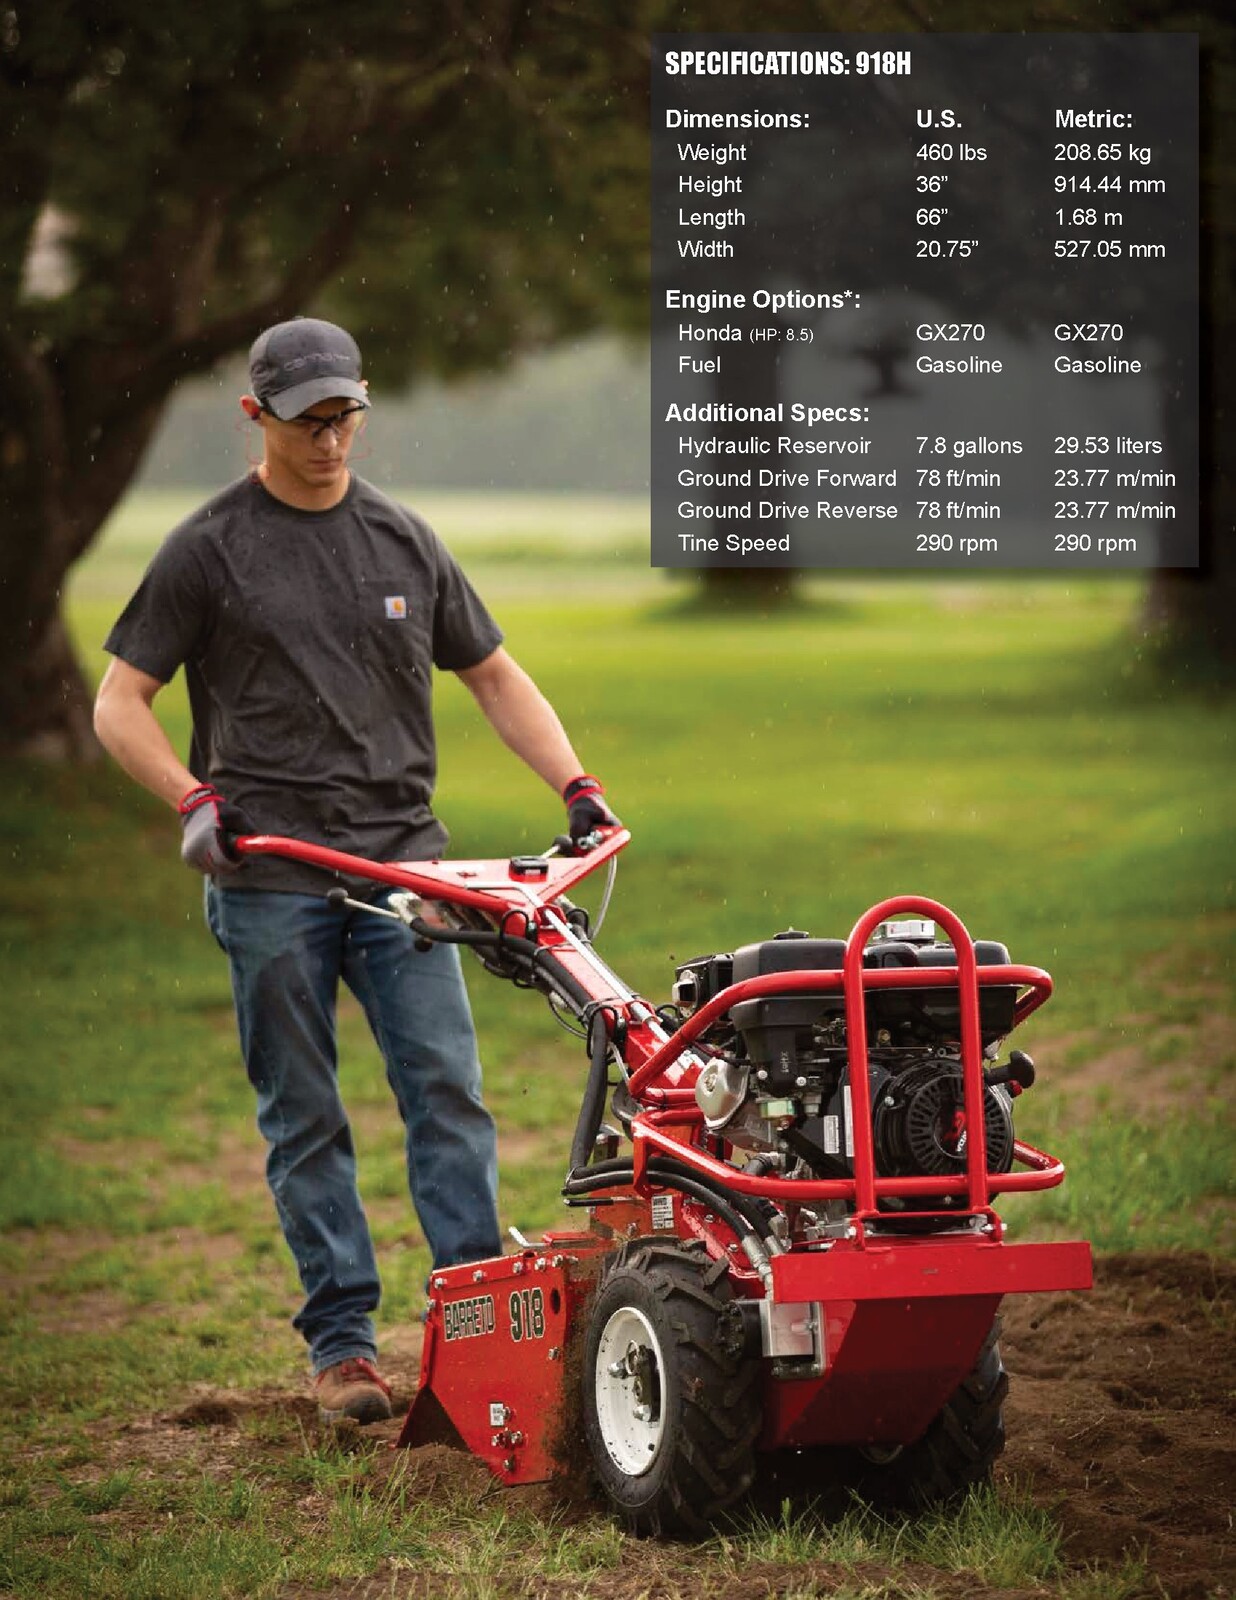 SPECIFICATIONS: 918H
Dimensions: U.S. Metric:
Weight 460 lbs 208.65 kg
Height 36” 914.44 mm
Length 66” 1.68 m
Width 20.75” 527.05 mm
Engine Options*:
Honda (HP: 8.5) GX270 GX270
Fuel Gasoline Gasoline
Additional Specs:
Hydraulic Reservoir 7.8 gallons 29.53 liters
Ground Drive Forward 78 ft/min 23.77 m/min
Ground Drive Reverse 78 ft/min 23.77 m/min
Tine Speed 290 rpm 290 rpm
BARRETO 918